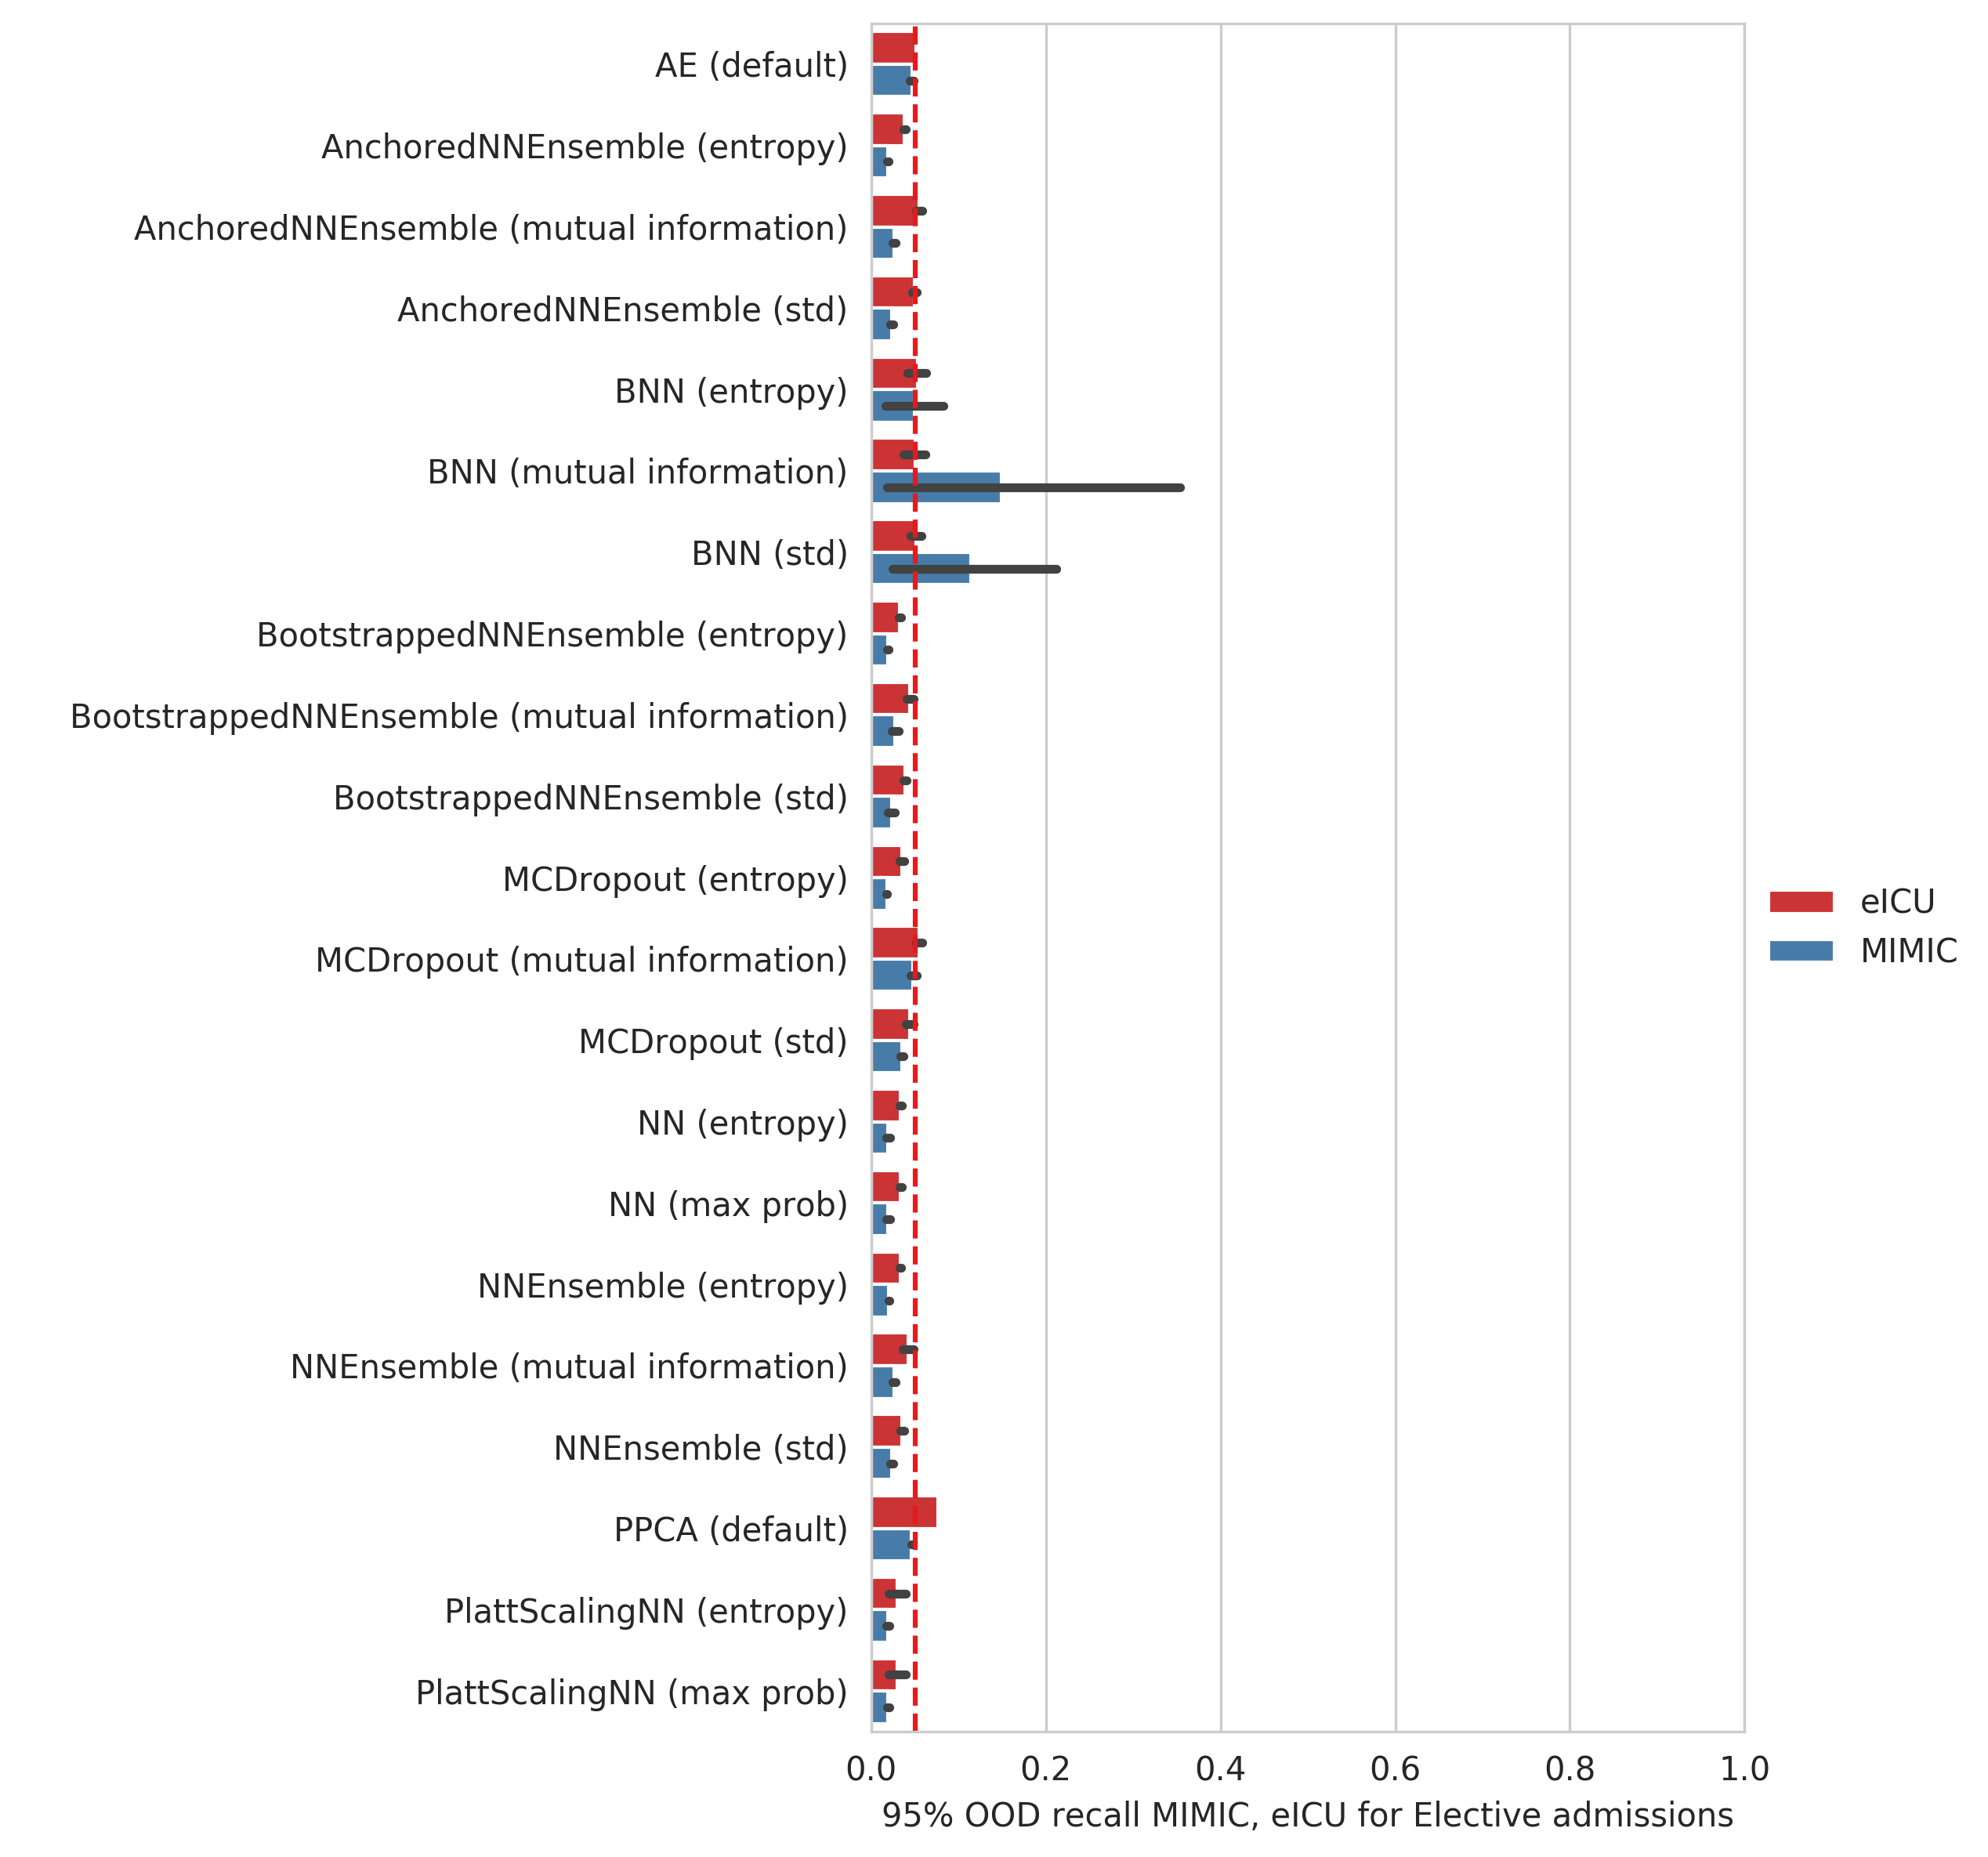 AE (default)
AnchoredNNEnsemble (entropy)
AnchoredNNEnsemble (mutual information)
AnchoredNNEnsemble (std)
BNN (entropy)
BNN (mutual information)
BNN (std)
BootstrappedNNEnsemble (entropy)
BootstrappedNNEnsemble (mutual information)
BootstrappedNNEnsemble (std)
MCDropout (entropy)
MCDropout (mutual information)
MCDropout (std)
NN (entropy)
NN (max prob)
NNEnsemble (entropy)
NNEnsemble (mutual information)
NNEnsemble (std)
PPCA (default)
PlattScalingNN (entropy)
PlattScalingNN (max prob)
0.0 0.2 0.4 0.6 0.8 1.0
95% OOD recall MIMIC, eICU for Elective admissions
eICU
MIMIC